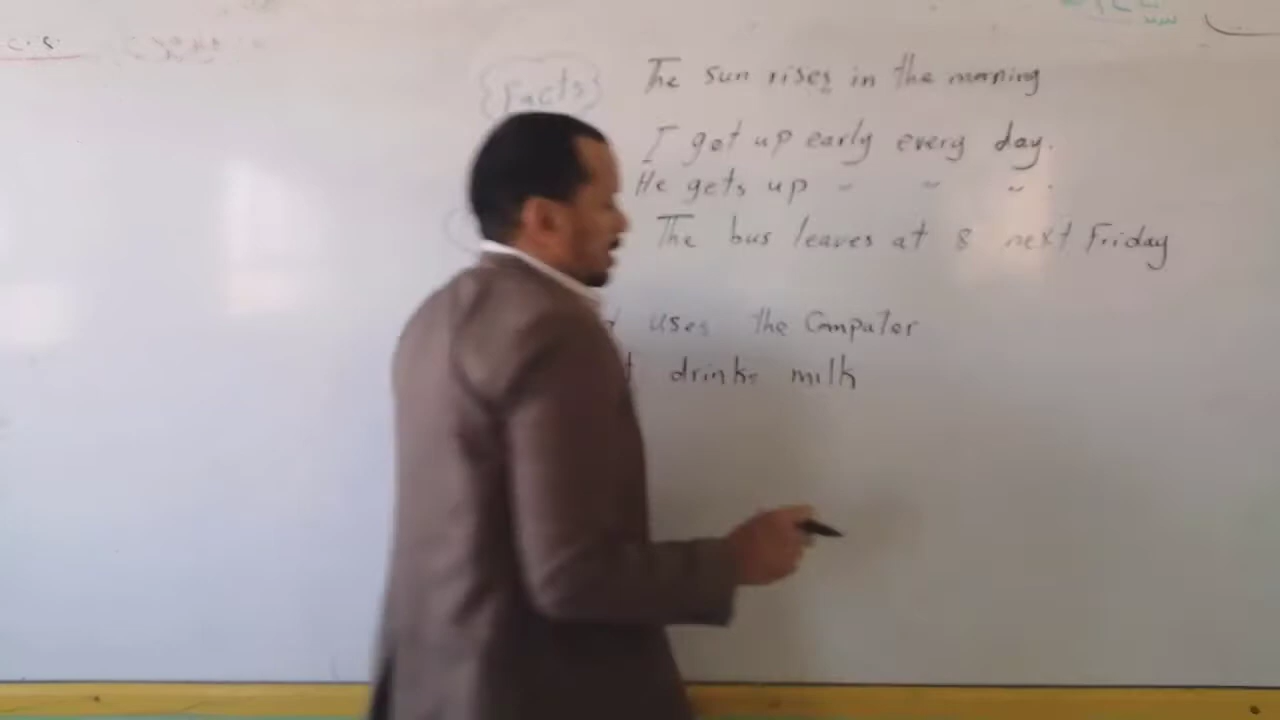 {Facts} The sun rises in the morning
I get up early every day.
He gets up " " " .
The bus leaves at 8 next Friday
uses the Computer
drinks milk